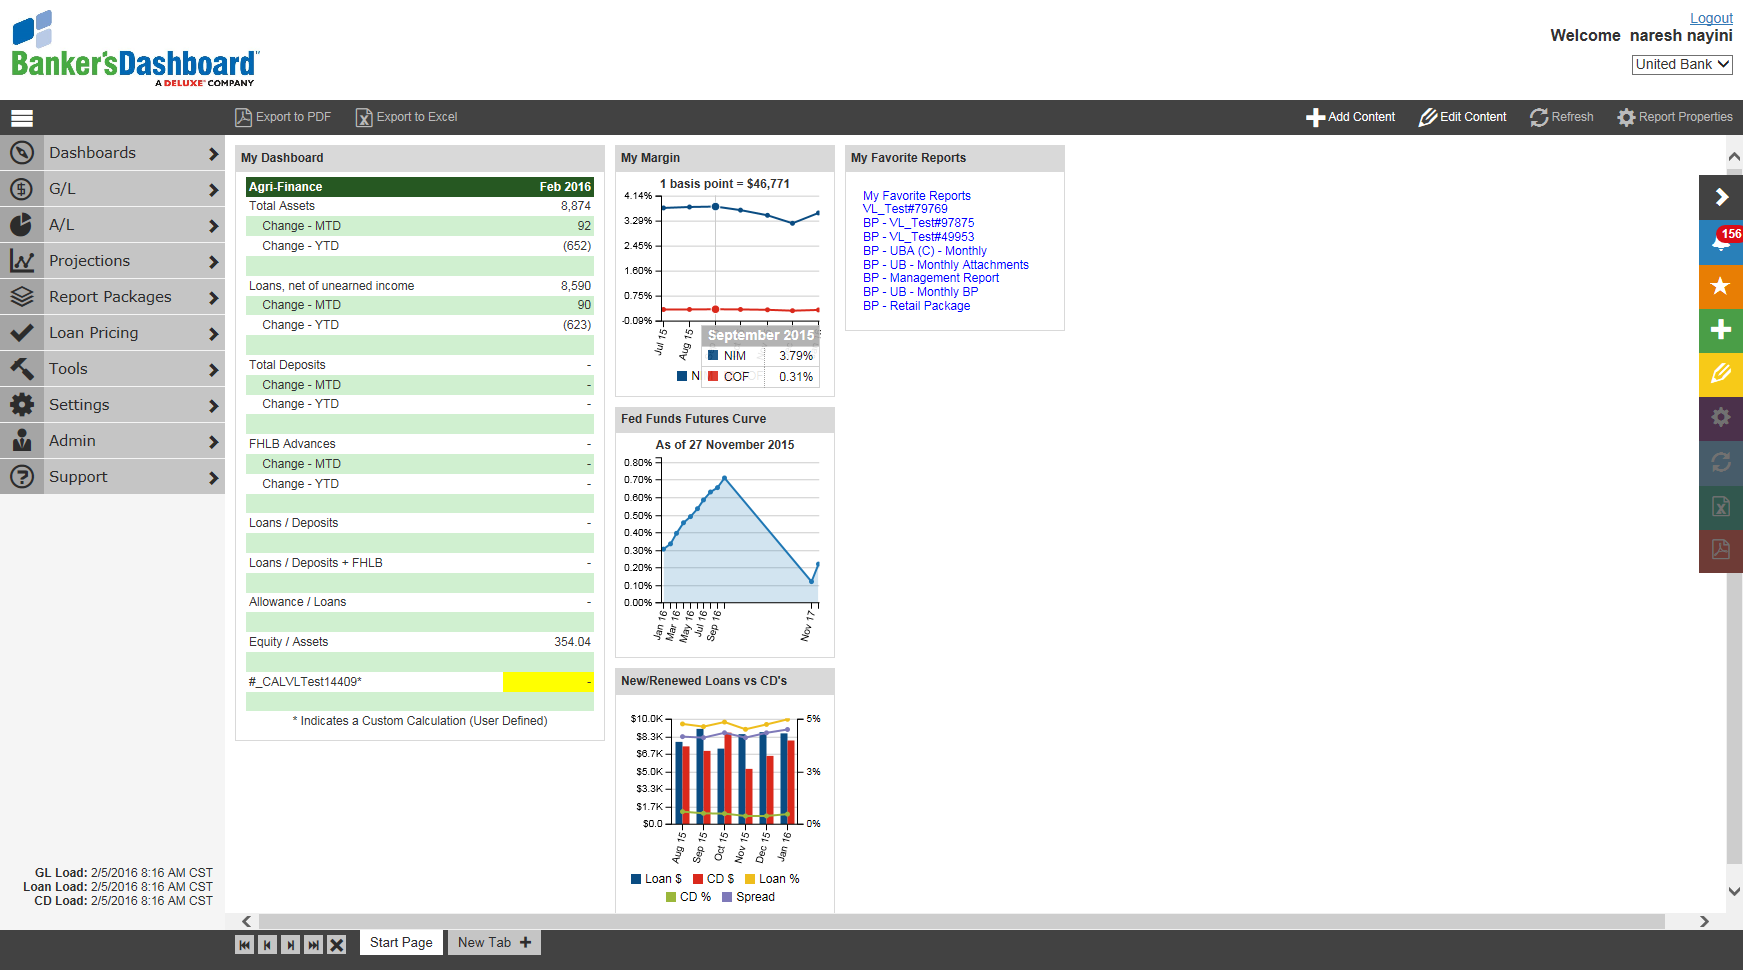 Logout
Welcome naresh nayini
United Bank
Banker'sDashboard
A DELUXE COMPANY
Export to PDF
Export to Excel
Add Content
Edit Content
Refresh
Report Properties
Dashboards
G/L
A/L
Projections
Report Packages
Loan Pricing
Tools
Settings
Admin
Support
GL Load: 2/5/2016 8:16 AM CST
Loan Load: 2/5/2016 8:16 AM CST
CD Load: 2/5/2016 8:16 AM CST
My Dashboard
Agri-Finance Feb 2016
Total Assets 8,874
Change - MTD 92
Change - YTD (652)
Loans, net of unearned income 8,590
Change - MTD 90
Change - YTD (623)
Total Deposits -
Change - MTD -
Change - YTD -
FHLB Advances -
Change - MTD -
Change - YTD -
Loans / Deposits -
Loans / Deposits + FHLB -
Allowance / Loans -
Equity / Assets 354.04
#_CALVLTest14409* -
* Indicates a Custom Calculation (User Defined)
My Margin
1 basis point = $46,771
4.14%
3.29%
2.45%
1.60%
0.75%
-0.09%
Jul 15
Aug 15
September 2015
NIM 3.79%
COF 0.31%
N
Fed Funds Futures Curve
As of 27 November 2015
0.80%
0.70%
0.60%
0.50%
0.40%
0.30%
0.20%
0.10%
0.00%
Jan 16
Mar 16
May 16
Jul 16
Sep 16
Nov 17
New/Renewed Loans vs CD's
$10.0K
$8.3K
$6.7K
$5.0K
$3.3K
$1.7K
$0.0
5%
3%
0%
Aug 15
Sep 15
Oct 15
Nov 15
Dec 15
Jan 16
Loan $ CD $ Loan %
CD % Spread
My Favorite Reports
My Favorite Reports
VL_Test#79769
BP - VL_Test#97875
BP - VL_Test#49953
BP - UBA (C) - Monthly
BP - UB - Monthly Attachments
BP - Management Report
BP - UB - Monthly BP
BP - Retail Package
156
Start Page
New Tab